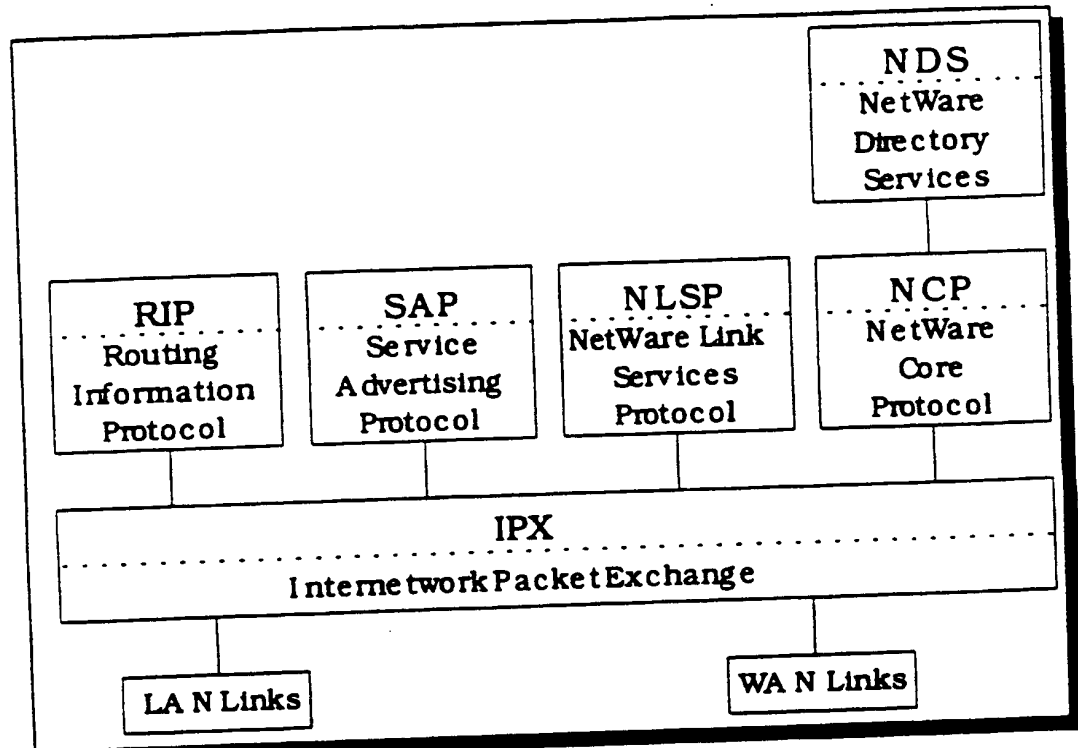 NDS
NetWare
Directory
Services
RIP
Routing
Information
Protocol
SAP
Service
Advertising
Protocol
NLSP
NetWare Link
Services
Protocol
NCP
NetWare
Core
Protocol
IPX
Internetwork Packet Exchange
LAN Links
WAN Links